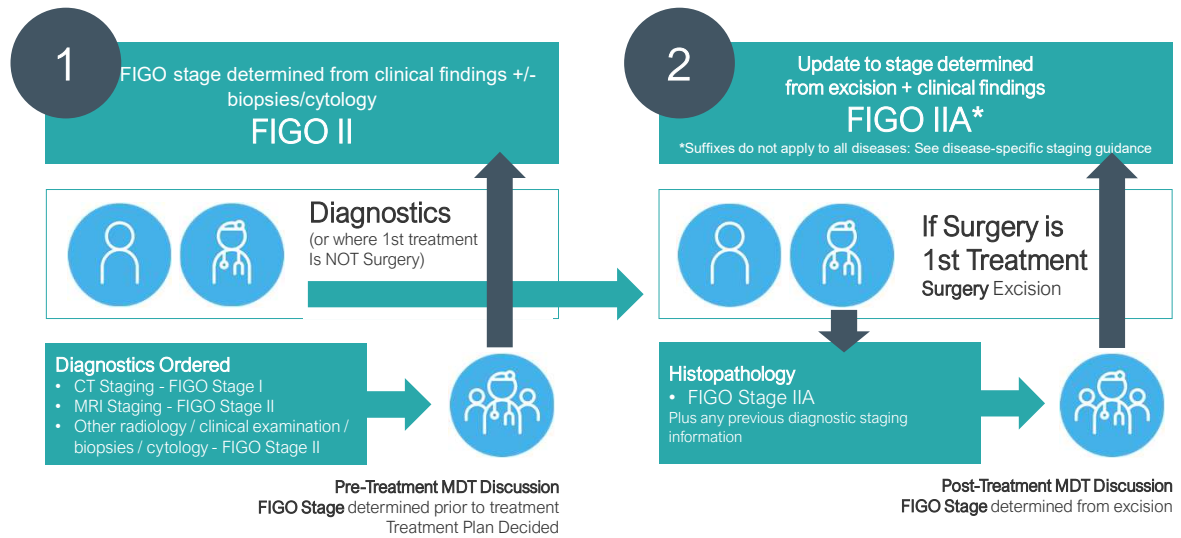 1
FIGO stage determined from clinical findings +/-
biopsies/cytology
FIGO II
Diagnostics
(or where 1st treatment
Is NOT Surgery)
Diagnostics Ordered
• CT Staging - FIGO Stage I
• MRI Staging - FIGO Stage II
• Other radiology / clinical examination /
biopsies / cytology - FIGO Stage II
Pre-Treatment MDT Discussion
FIGO Stage determined prior to treatment
Treatment Plan Decided
2
Update to stage determined
from excision + clinical findings
FIGO IIA*
*Suffixes do not apply to all diseases: See disease-specific staging guidance
If Surgery is
1st Treatment
Surgery Excision
Histopathology
• FIGO Stage IIA
Plus any previous diagnostic staging
information
Post-Treatment MDT Discussion
FIGO Stage determined from excision